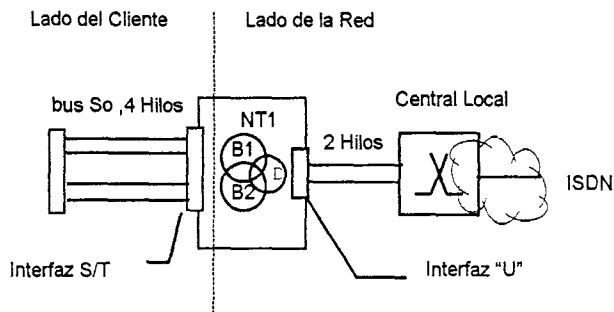 Lado del Cliente
Lado de la Red
bus So ,4 Hilos
NT1
Central Local
B1
D
B2
2 Hilos
ISDN
Interfaz S/T
Interfaz "U"